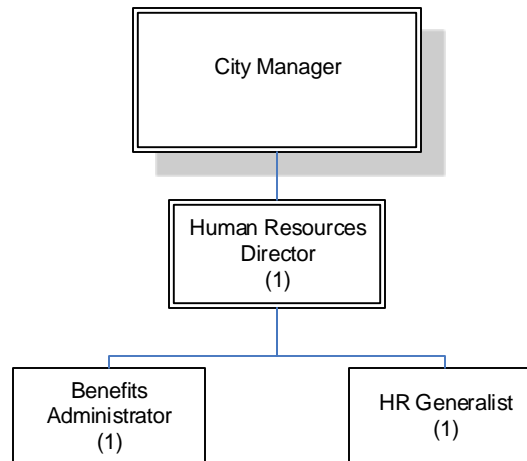 City Manager
Human Resources
Director
(1)
Benefits
Administrator
(1)
HR Generalist
(1)